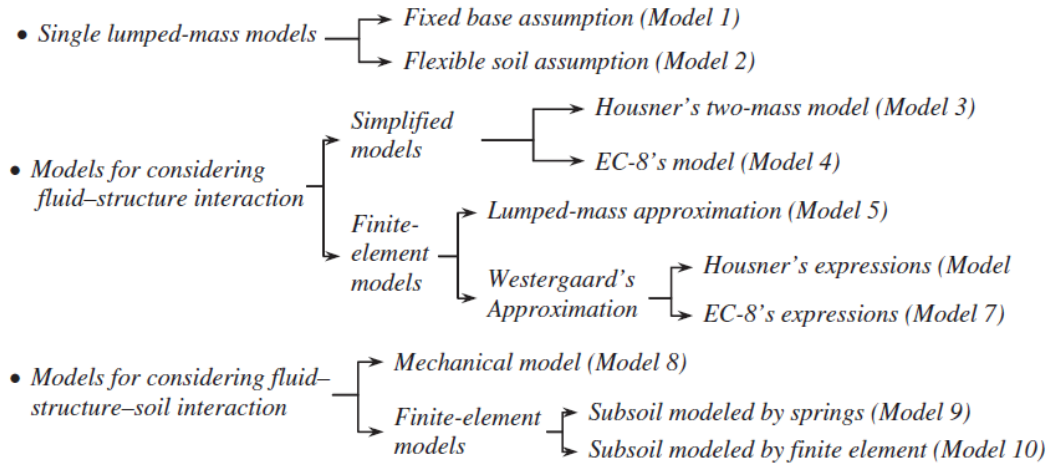 • Single lumped-mass models
Fixed base assumption (Model 1)
Flexible soil assumption (Model 2)
• Models for considering
fluid–structure interaction
Simplified
models
Housner's two-mass model (Model 3)
EC-8's model (Model 4)
Finite-
element
models
Lumped-mass approximation (Model 5)
Westergaard's
Approximation
Housner's expressions (Model
EC-8's expressions (Model 7)
• Models for considering fluid–
structure–soil interaction
Mechanical model (Model 8)
Finite-element
models
Subsoil modeled by springs (Model 9)
Subsoil modeled by finite element (Model 10)